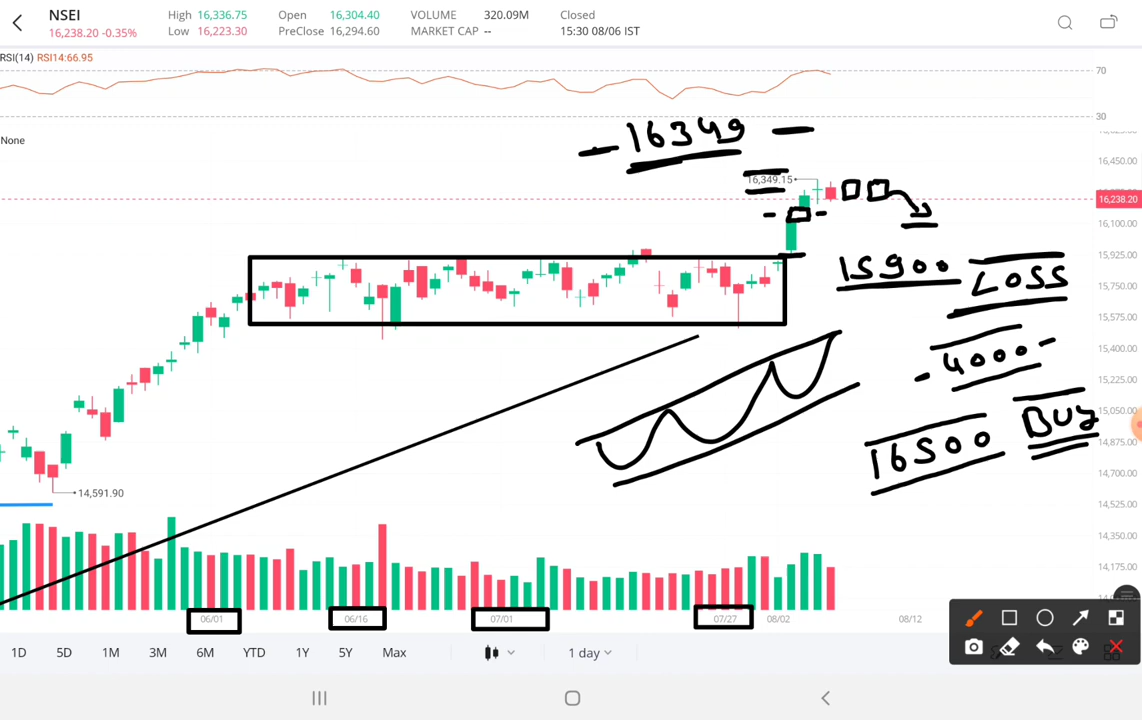 NSEI
16,238.20 -0.35%
High 16,336.75
Low 16,223.30
Open 16,304.40
PreClose 16,294.60
VOLUME 320.09M
MARKET CAP --
Closed
15:30 08/06 IST
RSI(14) RSI14:66.95
70
30
None
16349
16,450.00
16,349.15
16,238.20
16,100.00
15,925.00
15900
LOSS
15,750.00
15,575.00
15,400.00
4000
15,225.00
15,050.00
BUY
16500
14,875.00
14,700.00
14,591.90
14,525.00
14,350.00
14,175.00
06/01 06/16 07/01 07/27 08/02 08/12
1D 5D 1M 3M 6M YTD 1Y 5Y Max 1 day